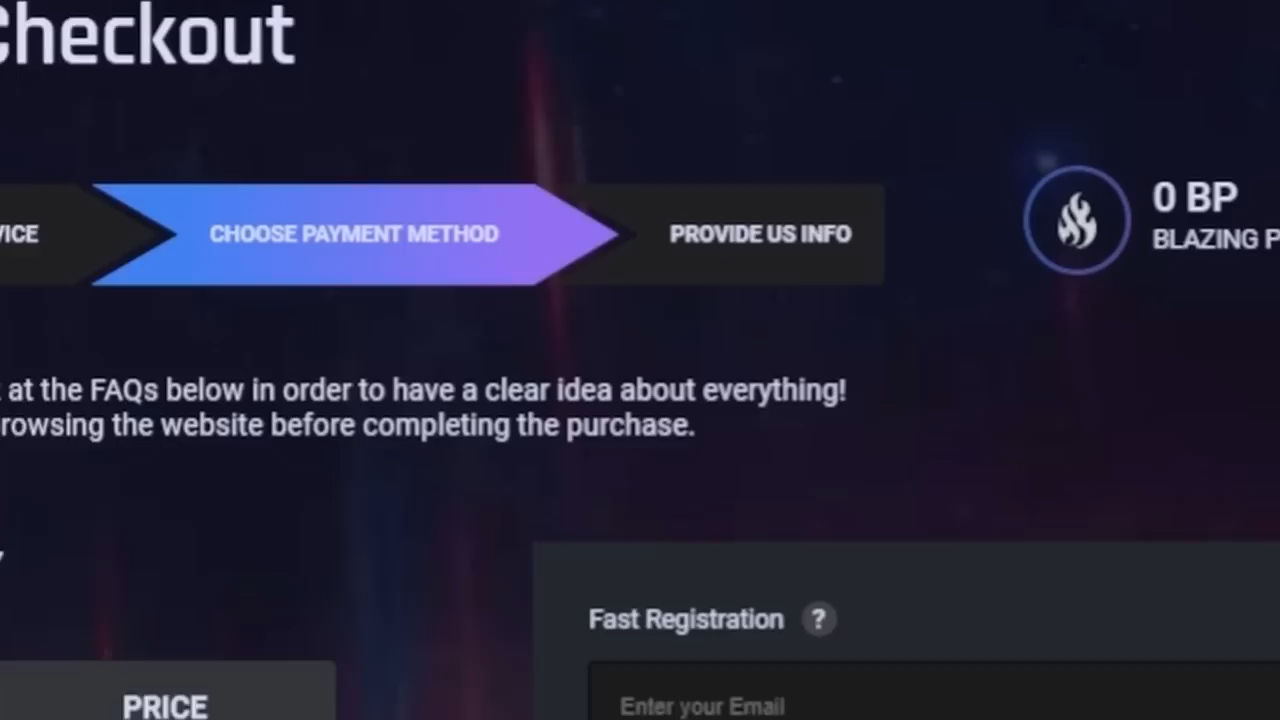 Checkout
VICE
CHOOSE PAYMENT METHOD
PROVIDE US INFO
0 BP
BLAZING P
at the FAQs below in order to have a clear idea about everything!
rowsing the website before completing the purchase.
Fast Registration ?
PRICE
Enter your Email